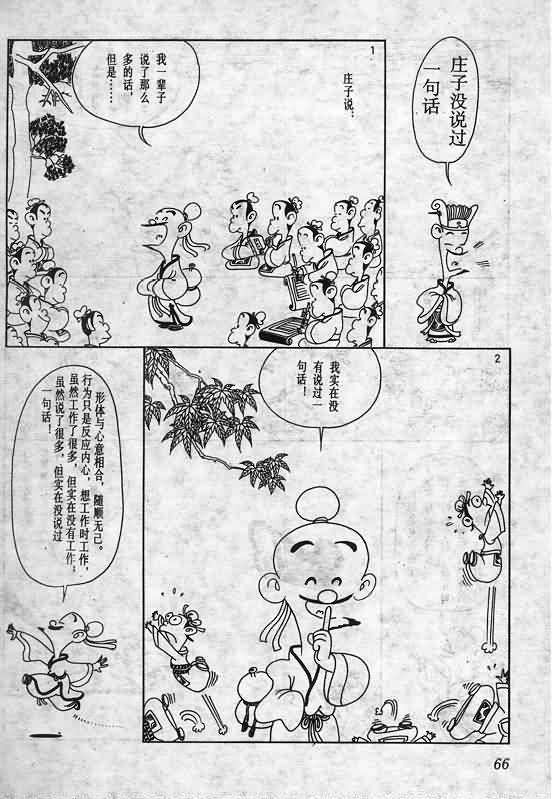 庄子没说过
一句话
1
庄子说：
我一辈子
说了那么
多的话，
但是……
2
我实在没
有说过一
句话！
形体与心意相合，随顺无己。
行为只是反应内心，想工作时工作，
虽然工作了很多，但实在没有工作；
虽然说了很多，但实在没说过
一句话！
66